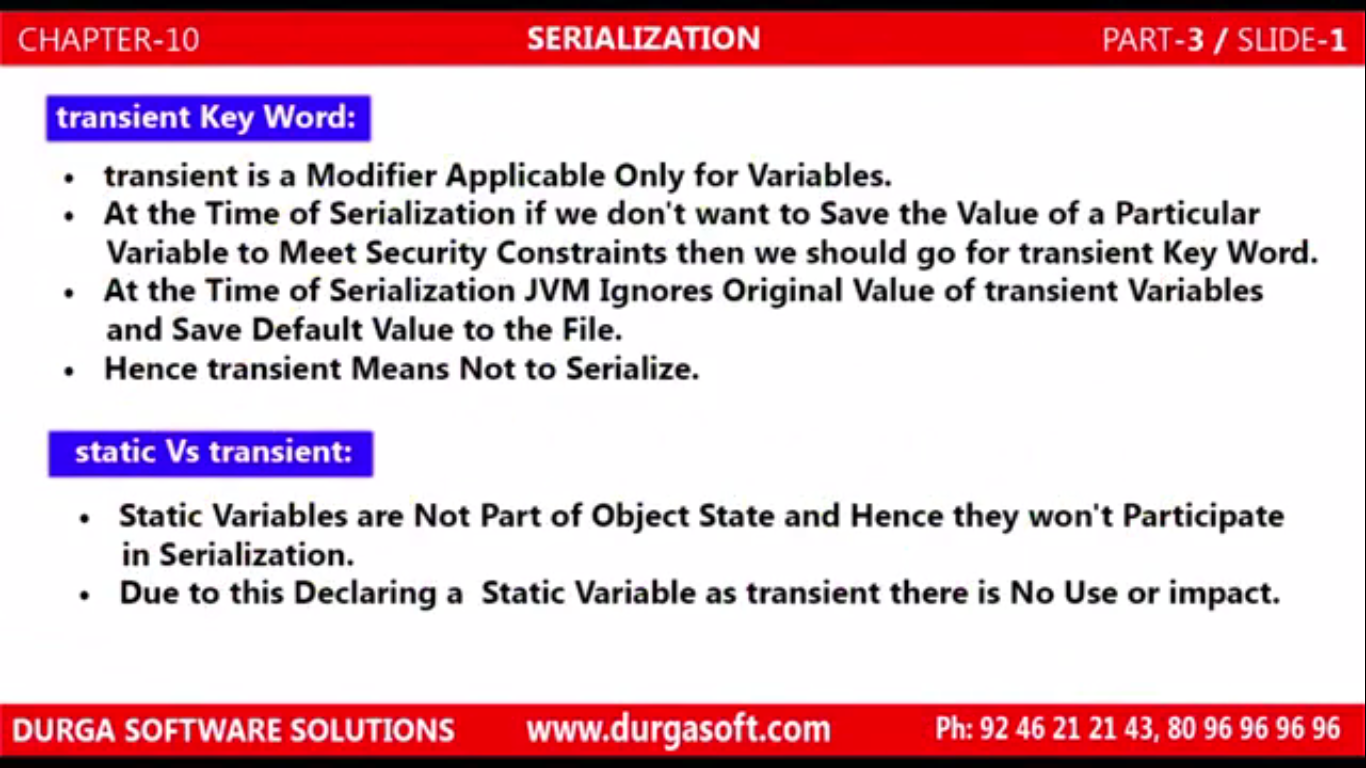 CHAPTER-10 SERIALIZATION PART-3 / SLIDE-1
transient Key Word:
• transient is a Modifier Applicable Only for Variables.
• At the Time of Serialization if we don't want to Save the Value of a Particular
Variable to Meet Security Constraints then we should go for transient Key Word.
• At the Time of Serialization JVM Ignores Original Value of transient Variables
and Save Default Value to the File.
• Hence transient Means Not to Serialize.
static Vs transient:
• Static Variables are Not Part of Object State and Hence they won't Participate
in Serialization.
• Due to this Declaring a Static Variable as transient there is No Use or impact.
DURGA SOFTWARE SOLUTIONS www.durgasoft.com Ph: 92 46 21 21 43, 80 96 96 96 96